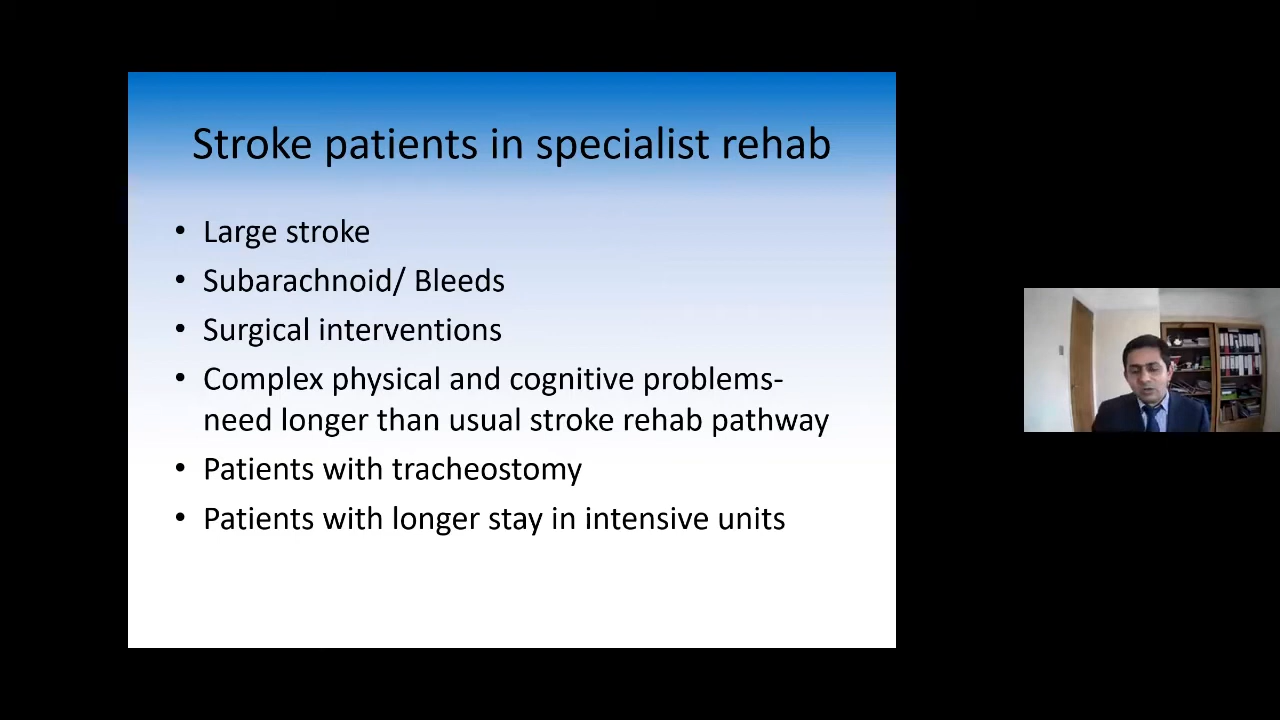 Stroke patients in specialist rehab
• Large stroke
• Subarachnoid/ Bleeds
• Surgical interventions
• Complex physical and cognitive problems-
need longer than usual stroke rehab pathway
• Patients with tracheostomy
• Patients with longer stay in intensive units